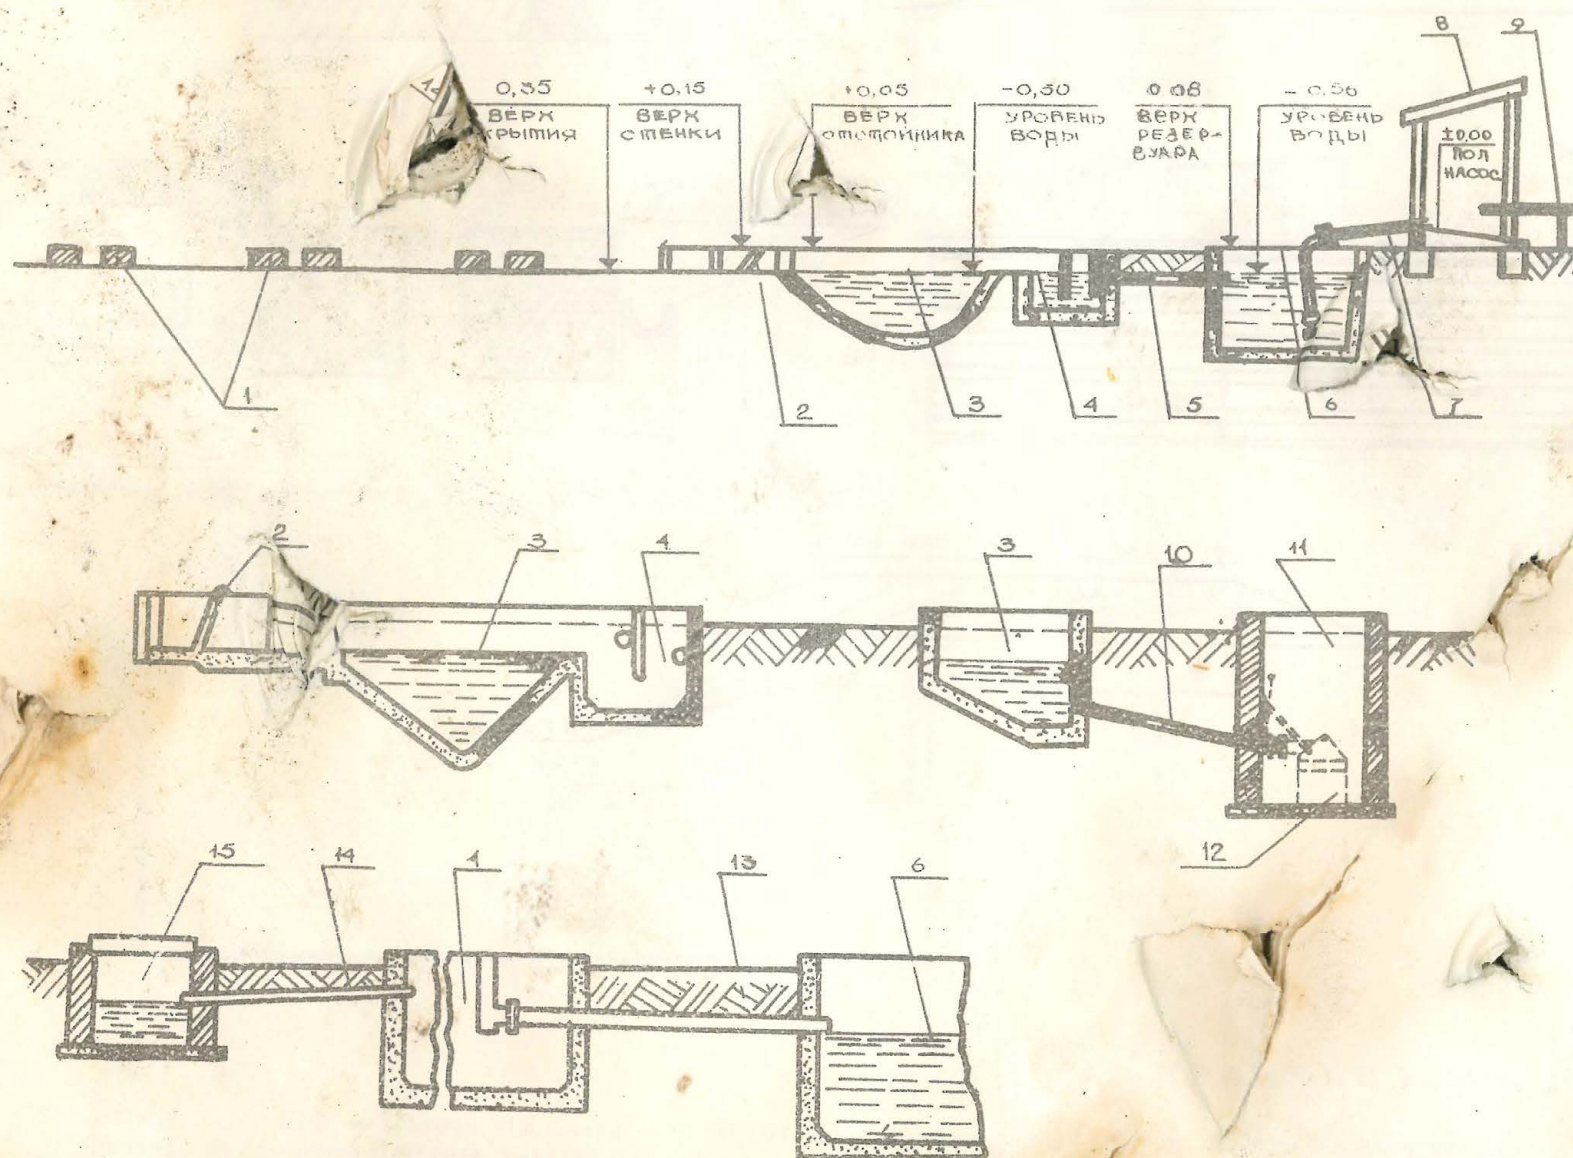 8 9
0,35 +0,15 +0,05 -0,30 0.08 -0,56
ВЕРХ ВЕРХ ВЕРХ УРОВЕНЬ ВЕРХ УРОВЕНЬ ±0,00
КРЫТИЯ СТЕНКИ ОТСТОЙНИКА ВОДЫ РЕЗЕР- ВОДЫ ПОЛ
ВУАРА НАСОС.
1 2 3 4 5 6 7
2 3 4 3 10 11
12
15 14 4 13 6